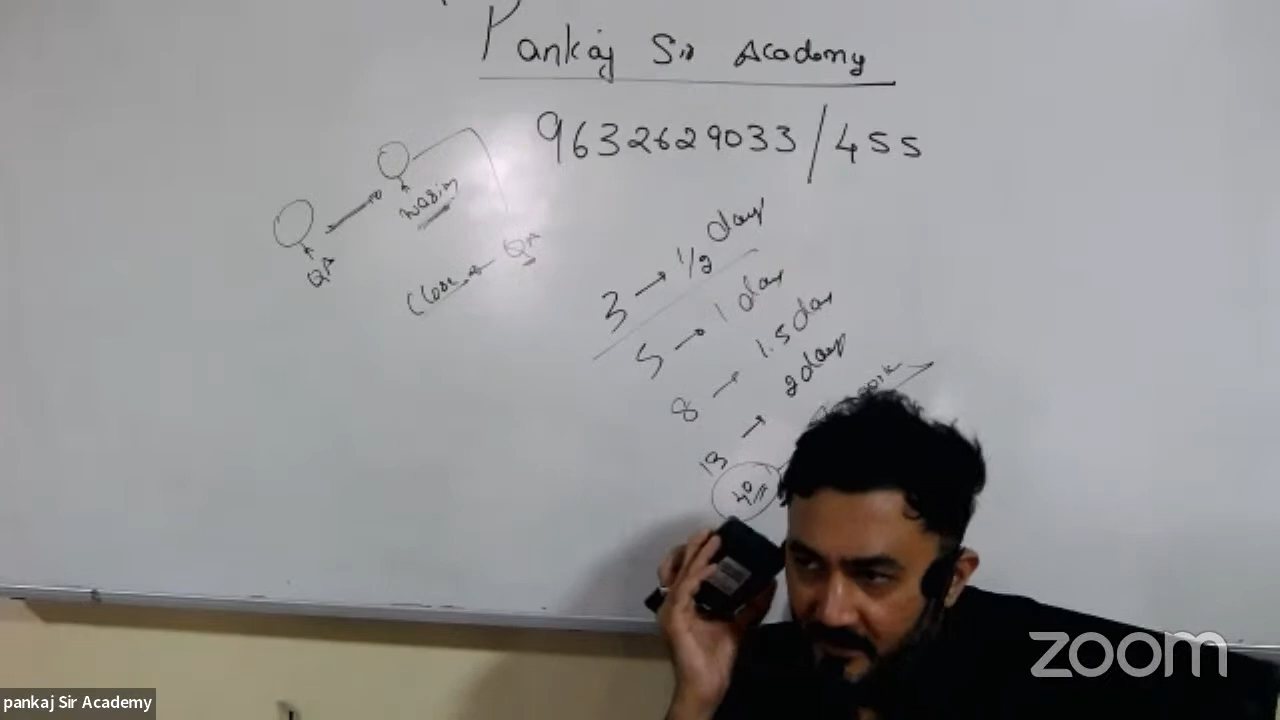 Pankaj Sir Academy
9632629033/455
Wasim
QA
QA
Close
3 → 1/2 day
5 → 1 day
8 → 1.5 day
13 → 2 days
40
zoom
pankaj Sir Academy